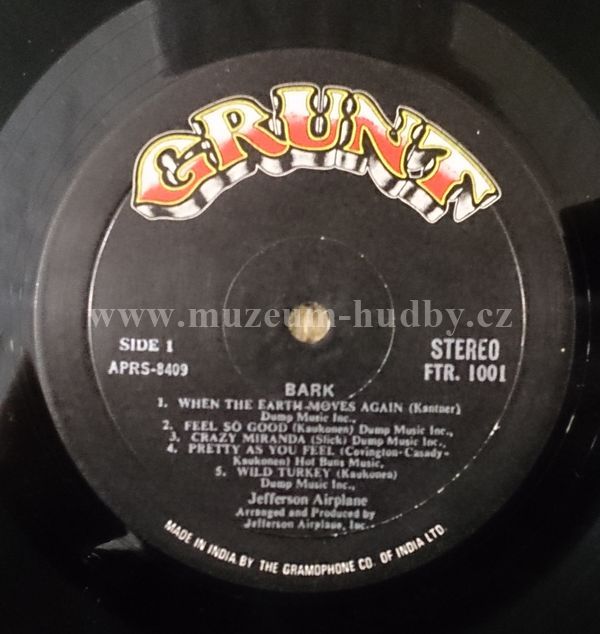 GRUNT
www.muzeum-hudby.cz
SIDE 1
STEREO
APRS-8409
FTR. 1001
BARK
1. WHEN THE EARTH MOVES AGAIN (Kantner)
Dump Music Inc.,
2. FEEL SO GOOD (Kaukonen) Dump Music Inc.,
3. CRAZY MIRANDA (Slick) Dump Music Inc.,
4. PRETTY AS YOU FEEL (Covington-Casady-
Kaukonen) Hot Buns Music,
5. WILD TURKEY (Kaukonen)
Dump Music Inc.,
Jefferson Airplane
Arranged and Produced by
Jefferson Airplane, Inc.
MADE IN INDIA BY THE GRAMOPHONE CO. OF INDIA LTD.